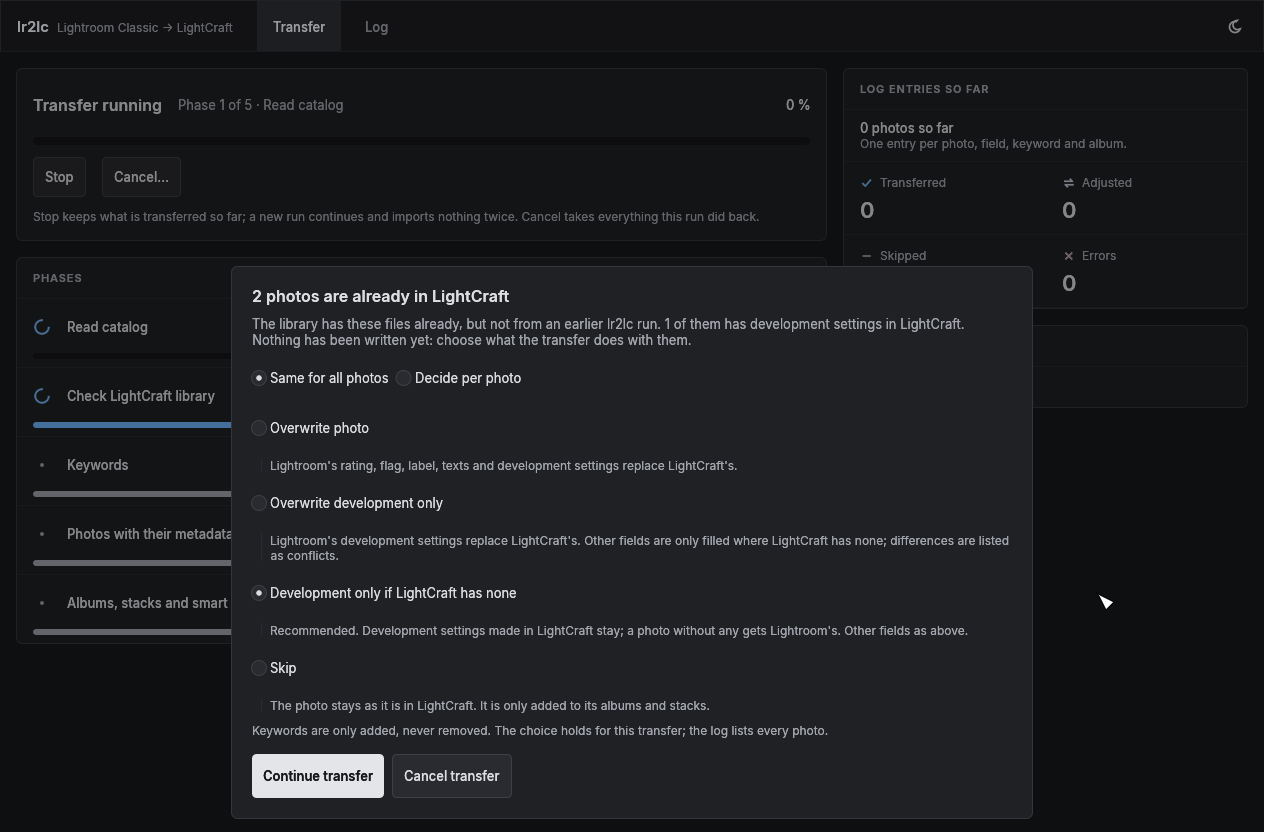 lr2lc Lightroom Classic → LightCraft
Transfer
Log
Transfer running Phase 1 of 5 · Read catalog 0 %
Stop
Cancel...
Stop keeps what is transferred so far; a new run continues and imports nothing twice. Cancel takes everything this run did back.
LOG ENTRIES SO FAR
0 photos so far
One entry per photo, field, keyword and album.
Transferred
0
Adjusted
0
Skipped
Errors
0
PHASES
Read catalog
Check LightCraft library
Keywords
Photos with their metadata
Albums, stacks and smart
2 photos are already in LightCraft
The library has these files already, but not from an earlier lr2lc run. 1 of them has development settings in LightCraft.
Nothing has been written yet: choose what the transfer does with them.
Same for all photos Decide per photo
Overwrite photo
Lightroom's rating, flag, label, texts and development settings replace LightCraft's.
Overwrite development only
Lightroom's development settings replace LightCraft's. Other fields are only filled where LightCraft has none; differences are listed
as conflicts.
Development only if LightCraft has none
Recommended. Development settings made in LightCraft stay; a photo without any gets Lightroom's. Other fields as above.
Skip
The photo stays as it is in LightCraft. It is only added to its albums and stacks.
Keywords are only added, never removed. The choice holds for this transfer; the log lists every photo.
Continue transfer
Cancel transfer